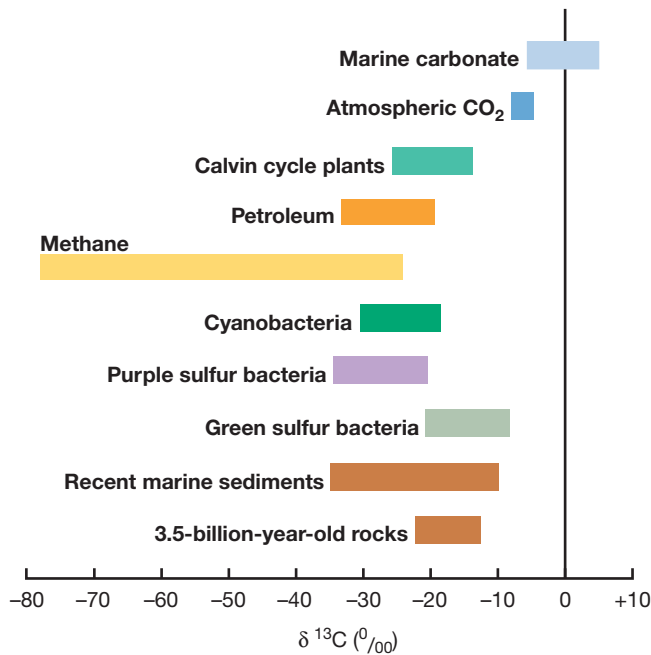 Marine carbonate
Atmospheric CO₂
Calvin cycle plants
Petroleum
Methane
Cyanobacteria
Purple sulfur bacteria
Green sulfur bacteria
Recent marine sediments
3.5-billion-year-old rocks
–80 –70 –60 –50 –40 –30 –20 –10 0 +10
δ ¹³C (⁰/₀₀)